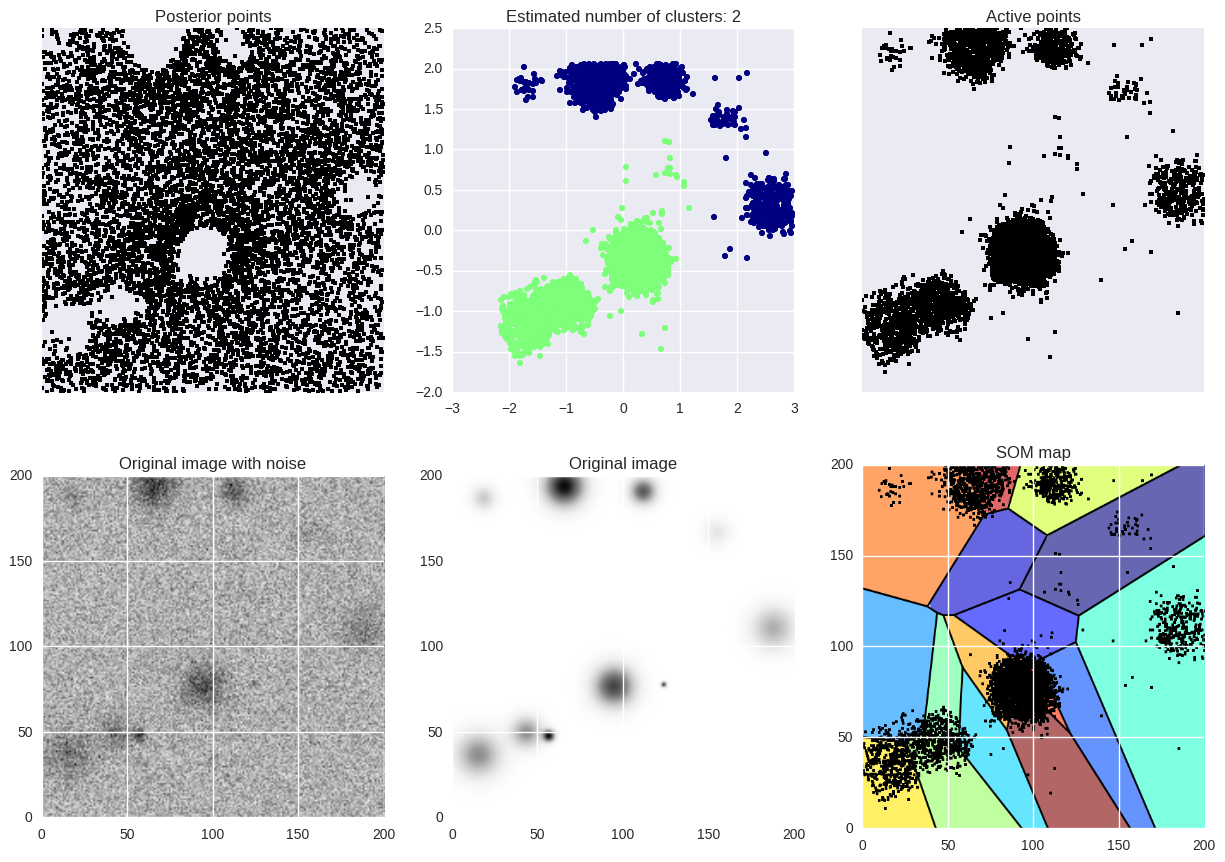 Posterior points
Estimated number of clusters: 2
Active points
2.5
2.0
1.5
1.0
0.5
0.0
−0.5
−1.0
−1.5
−2.0
−3 −2 −1 0 1 2 3
Original image with noise
Original image
SOM map
200
150
100
50
0
0 50 100 150 200
200
150
100
50
0
0 50 100 150 200
200
150
100
50
0
0 50 100 150 200